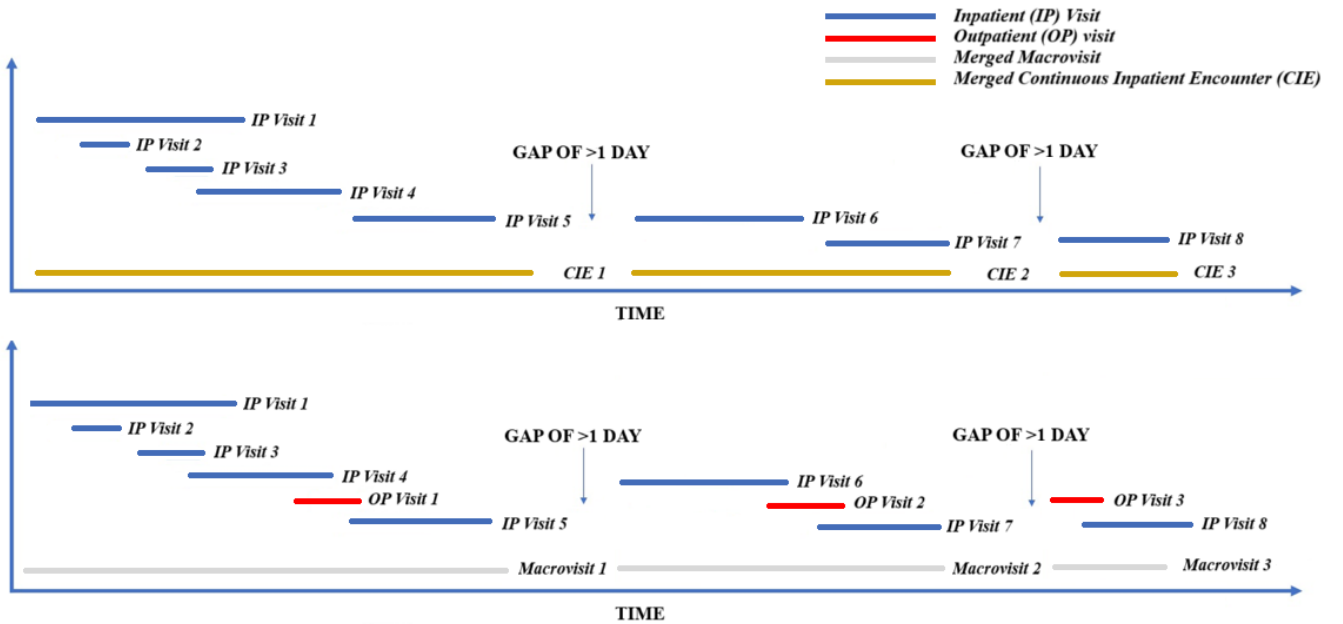 Inpatient (IP) Visit
Outpatient (OP) visit
Merged Macrovisit
Merged Continuous Inpatient Encounter (CIE)
IP Visit 1
IP Visit 2
IP Visit 3
IP Visit 4
IP Visit 5
GAP OF >1 DAY
IP Visit 6
IP Visit 7
GAP OF >1 DAY
IP Visit 8
CIE 1
CIE 2
CIE 3
TIME
IP Visit 1
IP Visit 2
IP Visit 3
IP Visit 4
OP Visit 1
IP Visit 5
GAP OF >1 DAY
IP Visit 6
OP Visit 2
IP Visit 7
GAP OF >1 DAY
OP Visit 3
IP Visit 8
Macrovisit 1
Macrovisit 2
Macrovisit 3
TIME